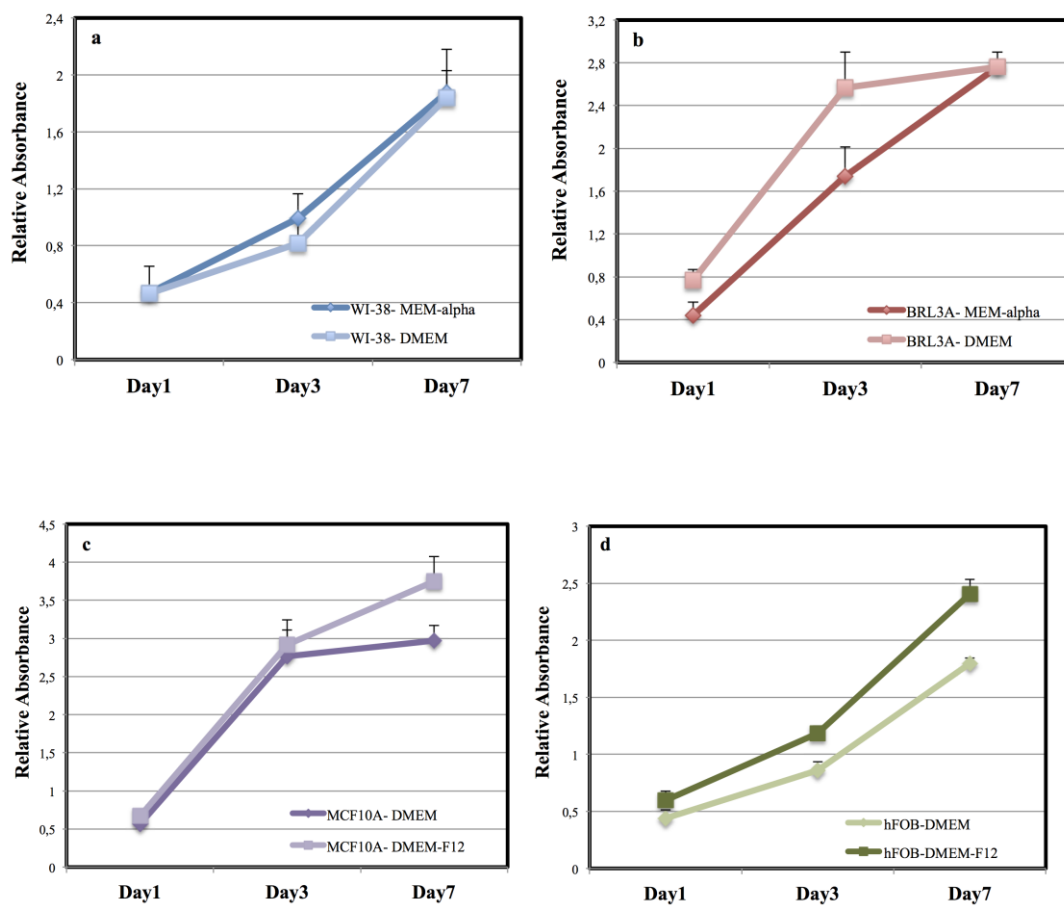 a
Relative Absorbance
2,4
2
1,6
1,2
0,8
0,4
0
WI-38- MEM-alpha
WI-38- DMEM
Day1 Day3 Day7
b
Relative Absorbance
3,2
2,8
2,4
2
1,6
1,2
0,8
0,4
0
BRL3A- MEM-alpha
BRL3A- DMEM
Day1 Day3 Day7
c
Relative Absorbance
4,5
4
3,5
3
2,5
2
1,5
1
0,5
0
MCF10A- DMEM
MCF10A- DMEM-F12
Day1 Day3 Day7
d
Relative Absorbance
3
2,5
2
1,5
1
0,5
0
hFOB-DMEM
hFOB-DMEM-F12
Day1 Day3 Day7